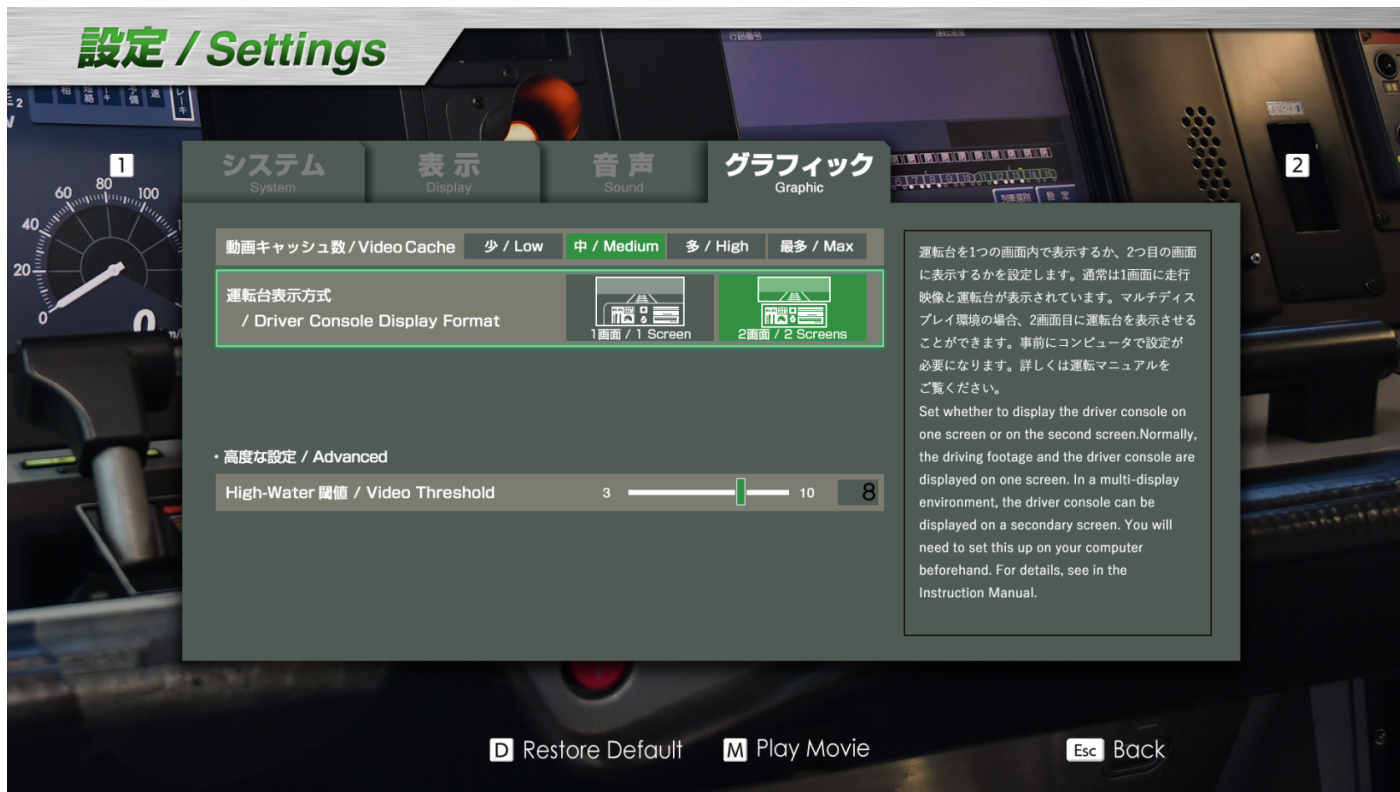 設定 / Settings
行路番号
1
2
システム
System
表示
Display
音声
Sound
グラフィック
Graphic
動画キャッシュ数 / Video Cache
少 / Low
中 / Medium
多 / High
最多 / Max
運転台表示方式
/ Driver Console Display Format
1画面 / 1 Screen
2画面 / 2 Screens
・高度な設定 / Advanced
High-Water 閾値 / Video Threshold
3
10
8
運転台を1つの画面内で表示するか、2つ目の画面
に表示するかを設定します。通常は1画面に走行
映像と運転台が表示されています。マルチディス
プレイ環境の場合、2画面目に運転台を表示させる
ことができます。事前にコンピュータで設定が
必要になります。詳しくは運転マニュアルを
ご覧ください。
Set whether to display the driver console on
one screen or on the second screen.Normally,
the driving footage and the driver console are
displayed on one screen. In a multi-display
environment, the driver console can be
displayed on a secondary screen. You will
need to set this up on your computer
beforehand. For details, see in the
Instruction Manual.
0
20
40
60
80
100
0
D Restore Default
M Play Movie
Esc Back